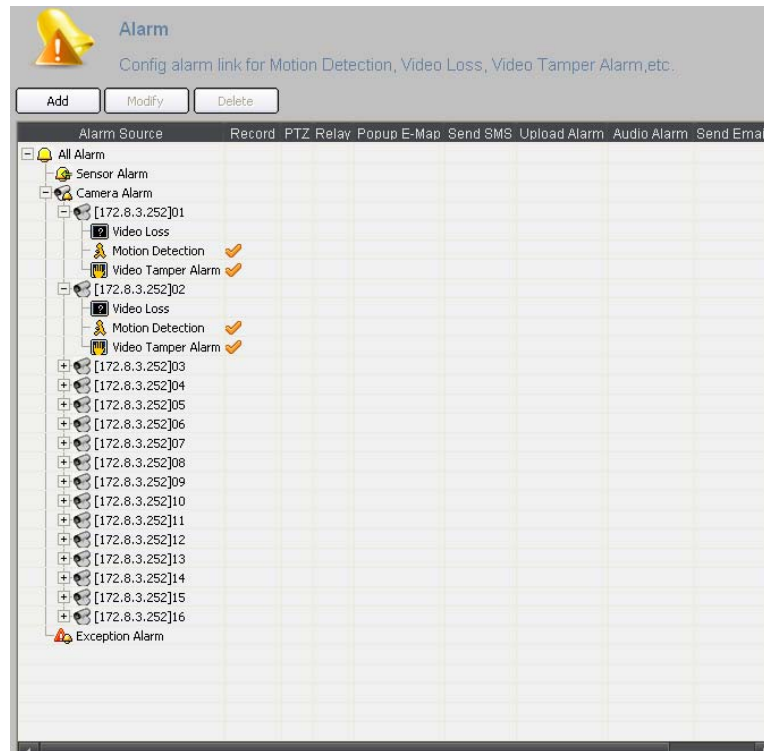 Alarm
Config alarm link for Motion Detection, Video Loss, Video Tamper Alarm,etc.
Add Modify Delete
Alarm Source Record PTZ Relay Popup E-Map Send SMS Upload Alarm Audio Alarm Send Emai
All Alarm
Sensor Alarm
Camera Alarm
[172.8.3.252]01
Video Loss
Motion Detection
Video Tamper Alarm
[172.8.3.252]02
Video Loss
Motion Detection
Video Tamper Alarm
[172.8.3.252]03
[172.8.3.252]04
[172.8.3.252]05
[172.8.3.252]06
[172.8.3.252]07
[172.8.3.252]08
[172.8.3.252]09
[172.8.3.252]10
[172.8.3.252]11
[172.8.3.252]12
[172.8.3.252]13
[172.8.3.252]14
[172.8.3.252]15
[172.8.3.252]16
Exception Alarm